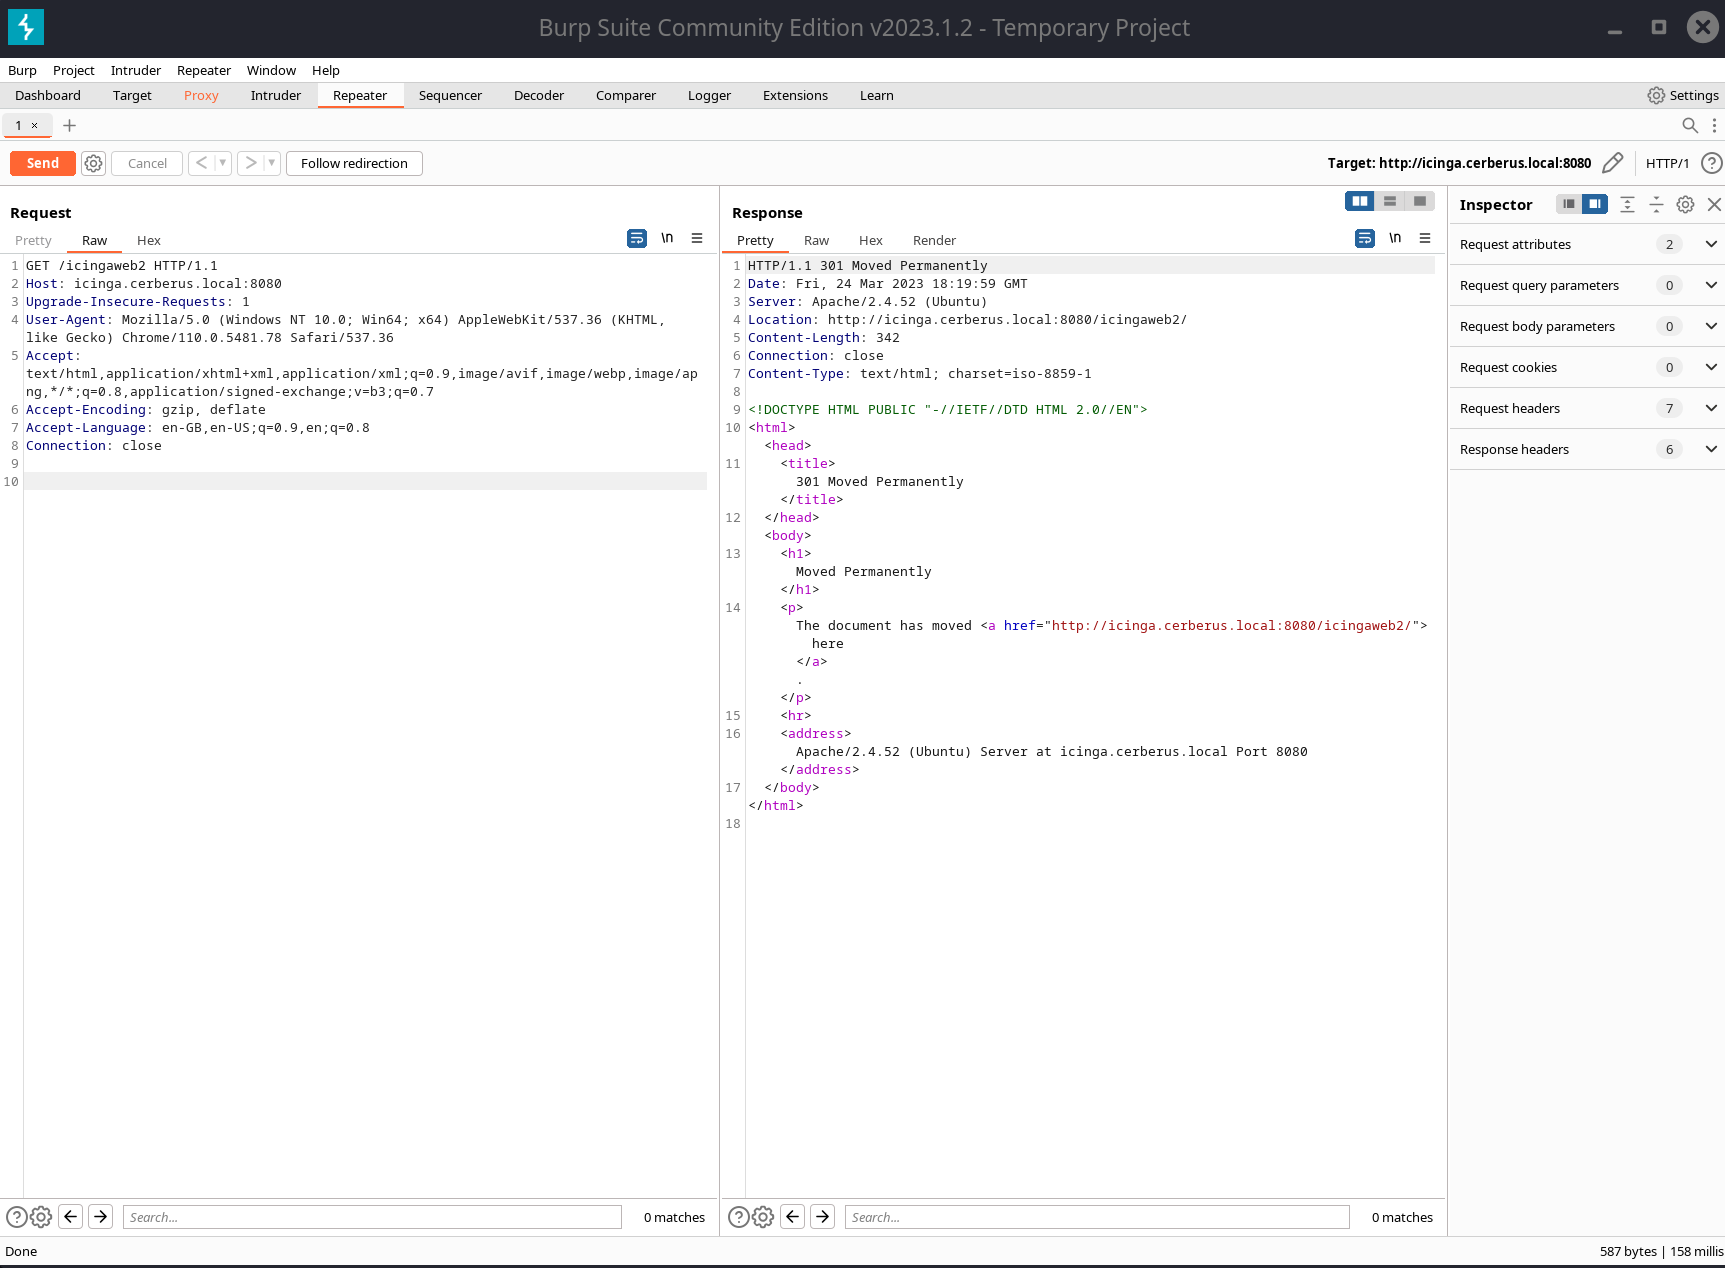 Burp Suite Community Edition v2023.1.2 - Temporary Project
Burp Project Intruder Repeater Window Help
Dashboard Target Proxy Intruder Repeater Sequencer Decoder Comparer Logger Extensions Learn Settings
1 × +
Send Cancel < > Follow redirection Target: http://icinga.cerberus.local:8080 HTTP/1 ?
Request
Pretty Raw Hex \n
1 GET /icingaweb2 HTTP/1.1
2 Host: icinga.cerberus.local:8080
3 Upgrade-Insecure-Requests: 1
4 User-Agent: Mozilla/5.0 (Windows NT 10.0; Win64; x64) AppleWebKit/537.36 (KHTML,
like Gecko) Chrome/110.0.5481.78 Safari/537.36
5 Accept:
text/html,application/xhtml+xml,application/xml;q=0.9,image/avif,image/webp,image/ap
ng,*/*;q=0.8,application/signed-exchange;v=b3;q=0.7
6 Accept-Encoding: gzip, deflate
7 Accept-Language: en-GB,en-US;q=0.9,en;q=0.8
8 Connection: close
9
10
Search... 0 matches
Response
Pretty Raw Hex Render \n
1 HTTP/1.1 301 Moved Permanently
2 Date: Fri, 24 Mar 2023 18:19:59 GMT
3 Server: Apache/2.4.52 (Ubuntu)
4 Location: http://icinga.cerberus.local:8080/icingaweb2/
5 Content-Length: 342
6 Connection: close
7 Content-Type: text/html; charset=iso-8859-1
8
9 <!DOCTYPE HTML PUBLIC "-//IETF//DTD HTML 2.0//EN">
10 <html>
<head>
11 <title>
301 Moved Permanently
</title>
12 </head>
<body>
13 <h1>
Moved Permanently
</h1>
14 <p>
The document has moved <a href="http://icinga.cerberus.local:8080/icingaweb2/">
here
</a>
.
</p>
15 <hr>
16 <address>
Apache/2.4.52 (Ubuntu) Server at icinga.cerberus.local Port 8080
</address>
17 </body>
</html>
18
Search... 0 matches
Inspector
Request attributes 2
Request query parameters 0
Request body parameters 0
Request cookies 0
Request headers 7
Response headers 6
Done 587 bytes | 158 millis